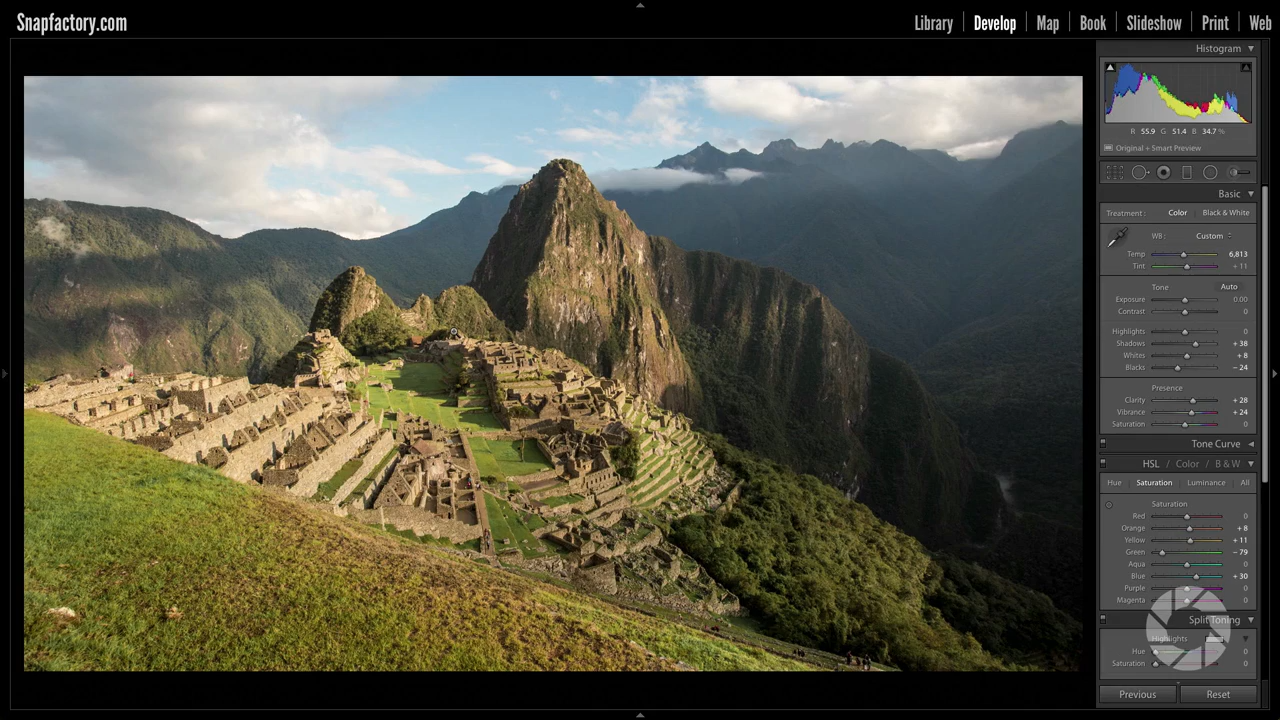 Snapfactory.com
Library | Develop | Map | Book | Slideshow | Print | Web
Histogram
R 55.9 G 51.4 B 34.7 %
Original + Smart Preview
Basic
Treatment : Color Black & White
WB : Custom
Temp 6,813
Tint + 11
Tone Auto
Exposure 0.00
Contrast 0
Highlights 0
Shadows + 38
Whites + 8
Blacks − 24
Presence
Clarity + 28
Vibrance + 24
Saturation 0
Tone Curve
HSL / Color / B & W
Hue Saturation Luminance All
Saturation
Red 0
Orange + 8
Yellow + 11
Green − 79
Aqua 0
Blue + 30
Purple 0
Magenta 0
Split Toning
Highlights
Hue 0
Saturation 0
Previous Reset